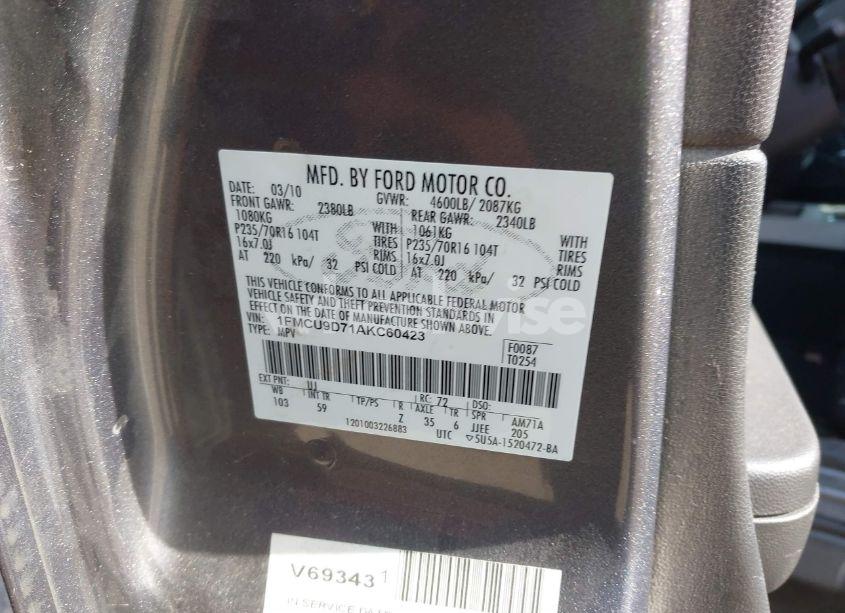 MFD. BY FORD MOTOR CO.
DATE: 03/10 GVWR: 4600LB/ 2087KG
FRONT GAWR: 2380LB REAR GAWR: 2340LB
1080KG WITH 1061KG WITH
P235/70R16 104T TIRES P235/70R16 104T TIRES
16x7.0J RIMS 16x7.0J RIMS
AT 220 kPa/ 32 PSI COLD AT 220 kPa/ 32 PSI COLD
THIS VEHICLE CONFORMS TO ALL APPLICABLE FEDERAL MOTOR
VEHICLE SAFETY AND THEFT PREVENTION STANDARDS IN
EFFECT ON THE DATE OF MANUFACTURE SHOWN ABOVE.
VIN: 1FMCU9D71AKC60423
TYPE: MPV
F0087
T0254
EXT PNT: UJ RC: 72 DSO:
WB INT TR TP/PS R AXLE TR SPR AM71A
103 59 Z 35 6 JJEE 205
1201003226883 UTC ▽5U5A-1520472-BA
V69343 1
IN SERVICE DATE